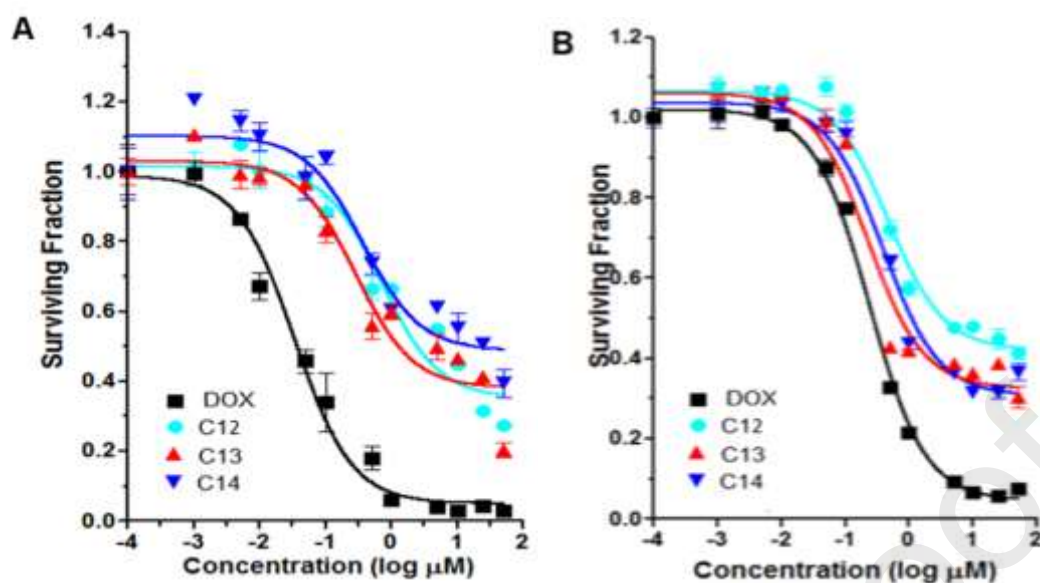 A
Surviving Fraction
1.4
1.2
1.0
0.8
0.6
0.4
0.2
0.0
DOX
C12
C13
C14
-4 -3 -2 -1 0 1 2
Concentration (log μM)
B
Surviving Fraction
1.2
1.0
0.8
0.6
0.4
0.2
0.0
DOX
C12
C13
C14
-4 -3 -2 -1 0 1 2
Concentration (log μM)
oof